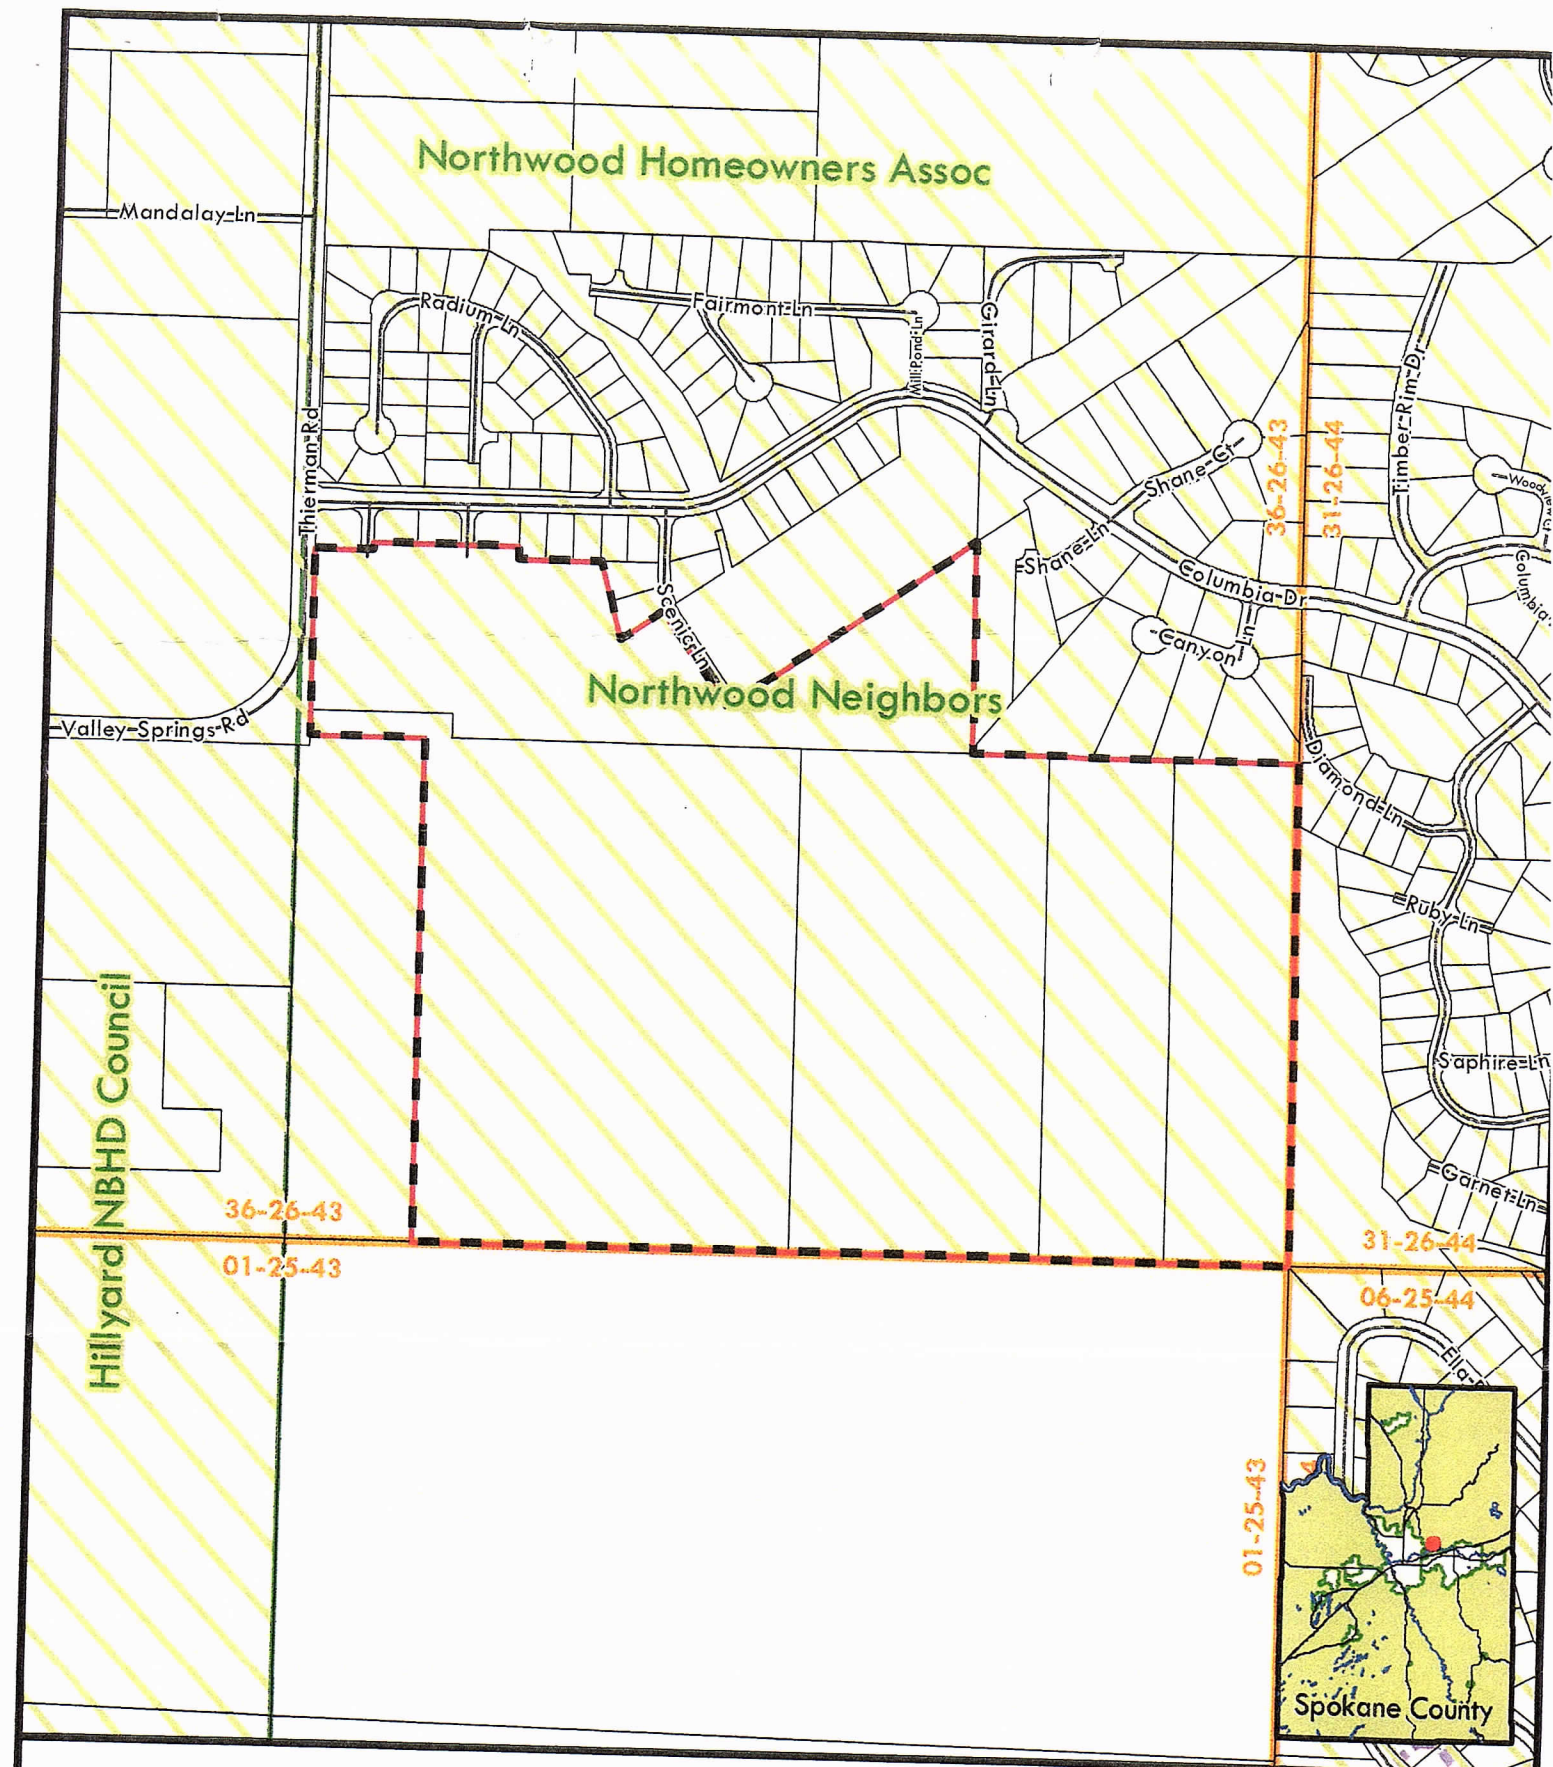 Northwood Homeowners Assoc
Mandalay Ln
Radium Ln
Fairmont Ln
Mill Pond Ln
Girard Ln
Timber Rim Dr
Thierman Rd
36-26-43
31-26-44
Shane Ct
Shane Ln
Columbia Dr
Columbia
Scenic Ln
Canyon Ln
Northwood Neighbors
Valley Springs Rd
Diamond Ln
Ruby Ln
Saphire Ln
Garnet Ln
Hillyard NBHD Council
36-26-43
01-25-43
31-26-44
06-25-44
01-25-43
4
Spokane County